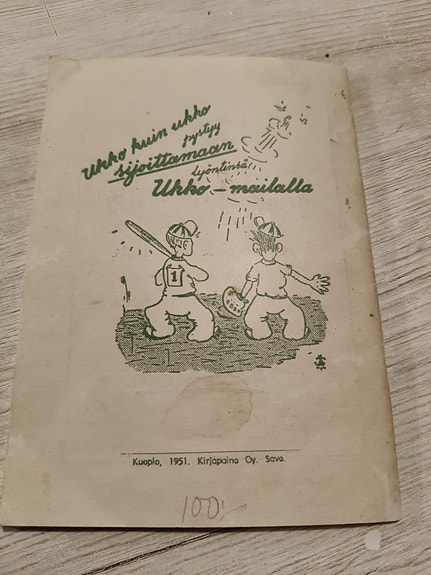 Ukko kuin ukko
pystyy
sijoittamaan
lyöntinsä
Ukko – mailalla
1
Kuopio, 1951. Kirjapaino Oy. Savo.
100:-